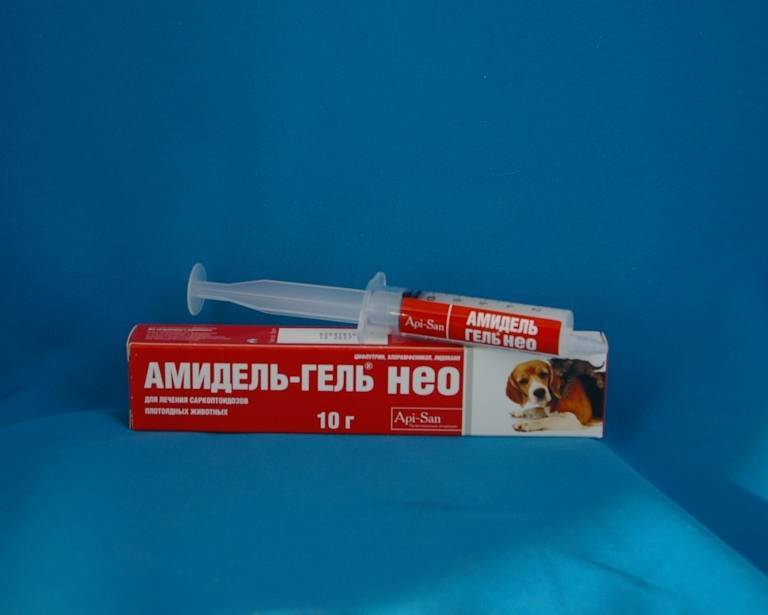 Api-San
АМИДЕЛЬ
ГЕЛЬ нео
ЦИФЛУТРИН, ХЛОРАМФЕНИКОЛ, ЛИДОКАИН
АМИДЕЛЬ-ГЕЛЬ® нео
ДЛЯ ЛЕЧЕНИЯ САРКОПТОИДОЗОВ
ПЛОТОЯДНЫХ ЖИВОТНЫХ
10 г
Api-San